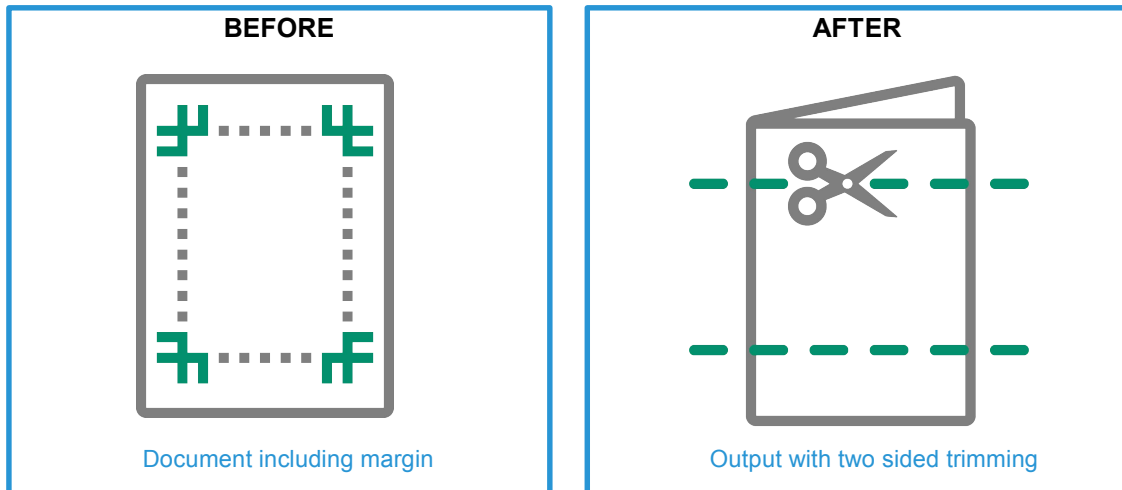 BEFORE
Document including margin
AFTER
Output with two sided trimming